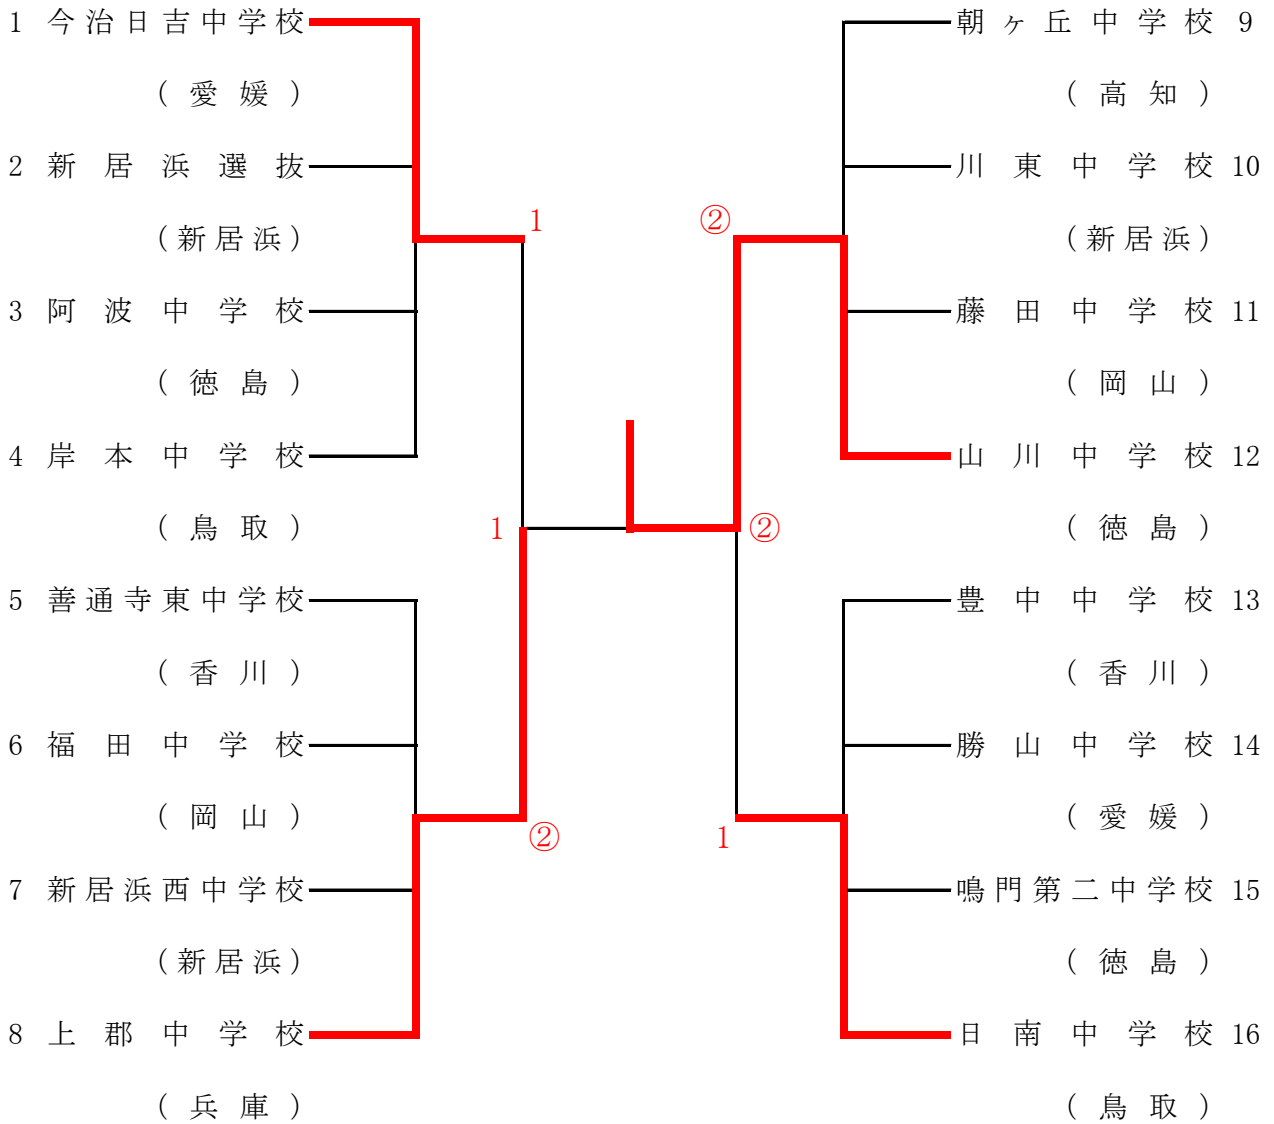 1 今治日吉中学校
(愛媛)
2 新居浜選抜
(新居浜)
3 阿波中学校
(徳島)
4 岸本中学校
(鳥取)
5 善通寺東中学校
(香川)
6 福田中学校
(岡山)
7 新居浜西中学校
(新居浜)
8 上郡中学校
(兵庫)
1
1
②
②
②
1
朝ヶ丘中学校 9
(高知)
川東中学校 10
(新居浜)
藤田中学校 11
(岡山)
山川中学校 12
(徳島)
豊中中学校 13
(香川)
勝山中学校 14
(愛媛)
鳴門第二中学校 15
(徳島)
日南中学校 16
(鳥取)